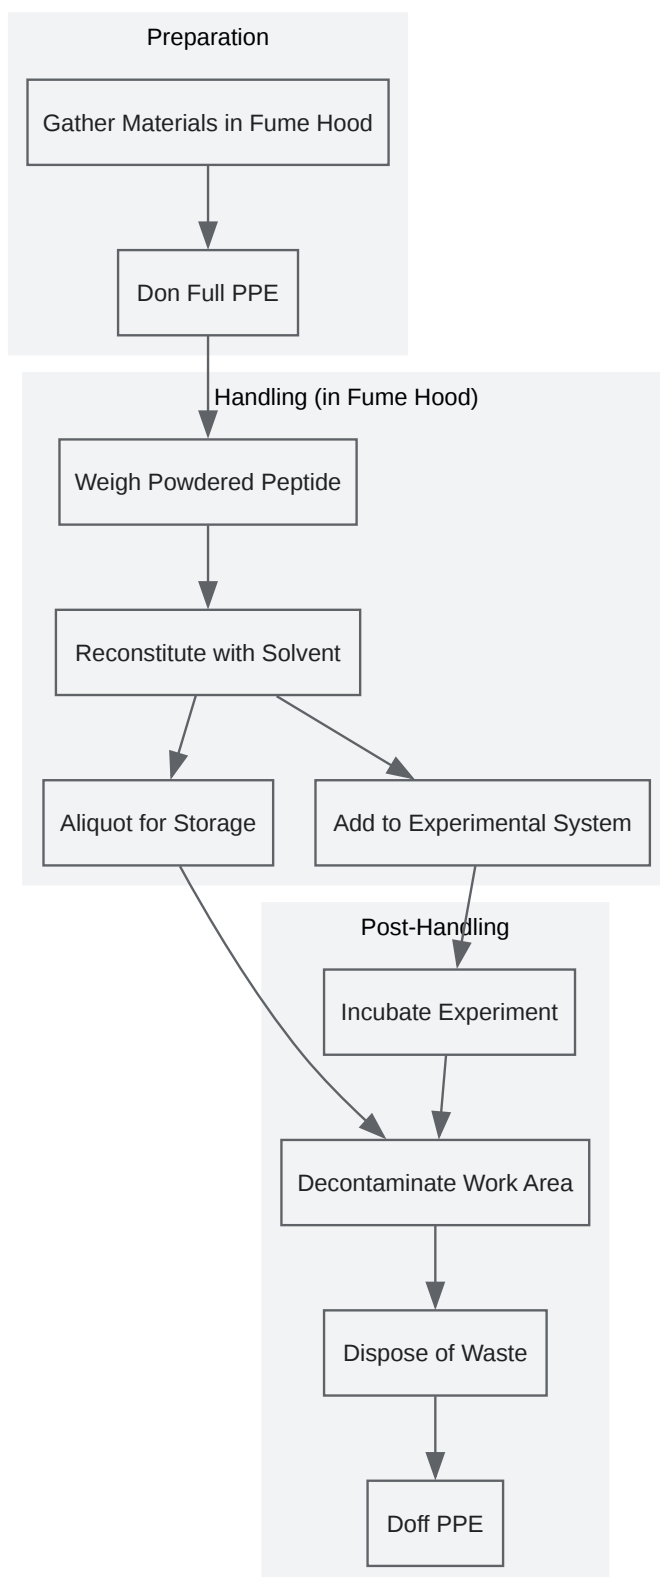 Preparation
Gather Materials in Fume Hood
Don Full PPE
Handling (in Fume Hood)
Weigh Powdered Peptide
Reconstitute with Solvent
Aliquot for Storage
Add to Experimental System
Post-Handling
Incubate Experiment
Decontaminate Work Area
Dispose of Waste
Doff PPE